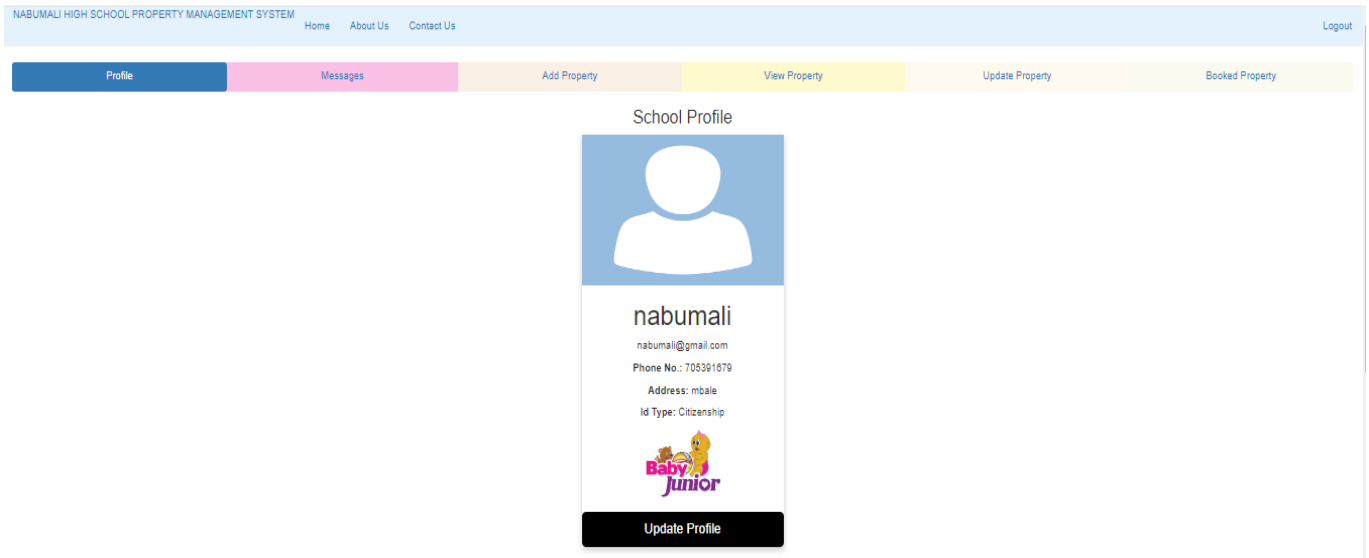 NABUMALI HIGH SCHOOL PROPERTY MANAGEMENT SYSTEM
Home About Us Contact Us Logout
Profile Messages Add Property View Property Update Property Booked Property
School Profile
nabumali
nabumali@gmail.com
Phone No.: 705391679
Address: mbale
Id Type: Citizenship
Baby
Junior
Update Profile